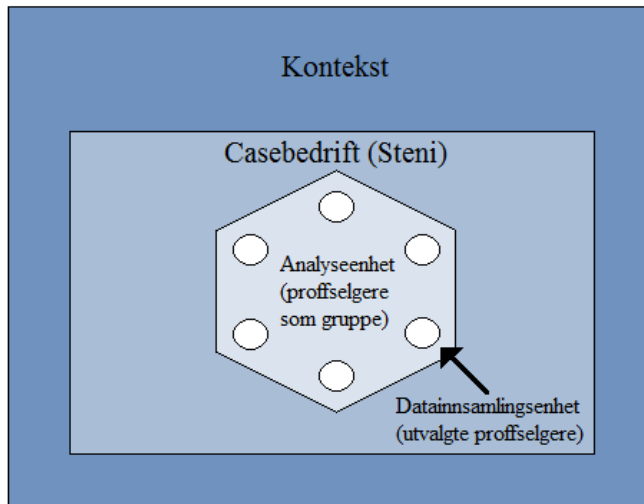 Kontekst
Casebedrift (Steni)
Analyseenhet
(proffselgere
som gruppe)
Datainnsamlingsenhet
(utvalgte proffselgere)